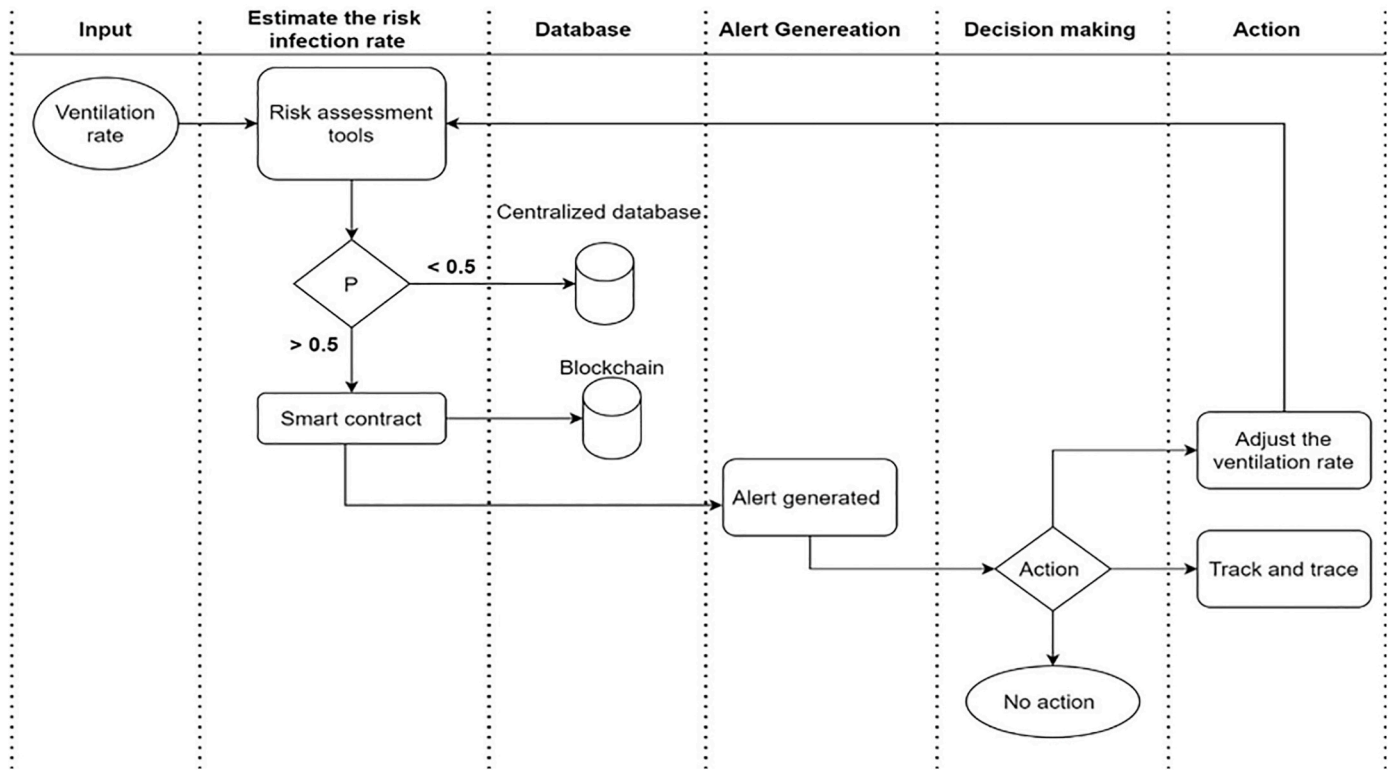 Input
Estimate the risk
infection rate
Database
Alert Genereation
Decision making
Action
Ventilation
rate
Risk assessment
tools
Centralized database
P
< 0.5
> 0.5
Blockchain
Smart contract
Alert generated
Adjust the
ventilation rate
Action
Track and trace
No action